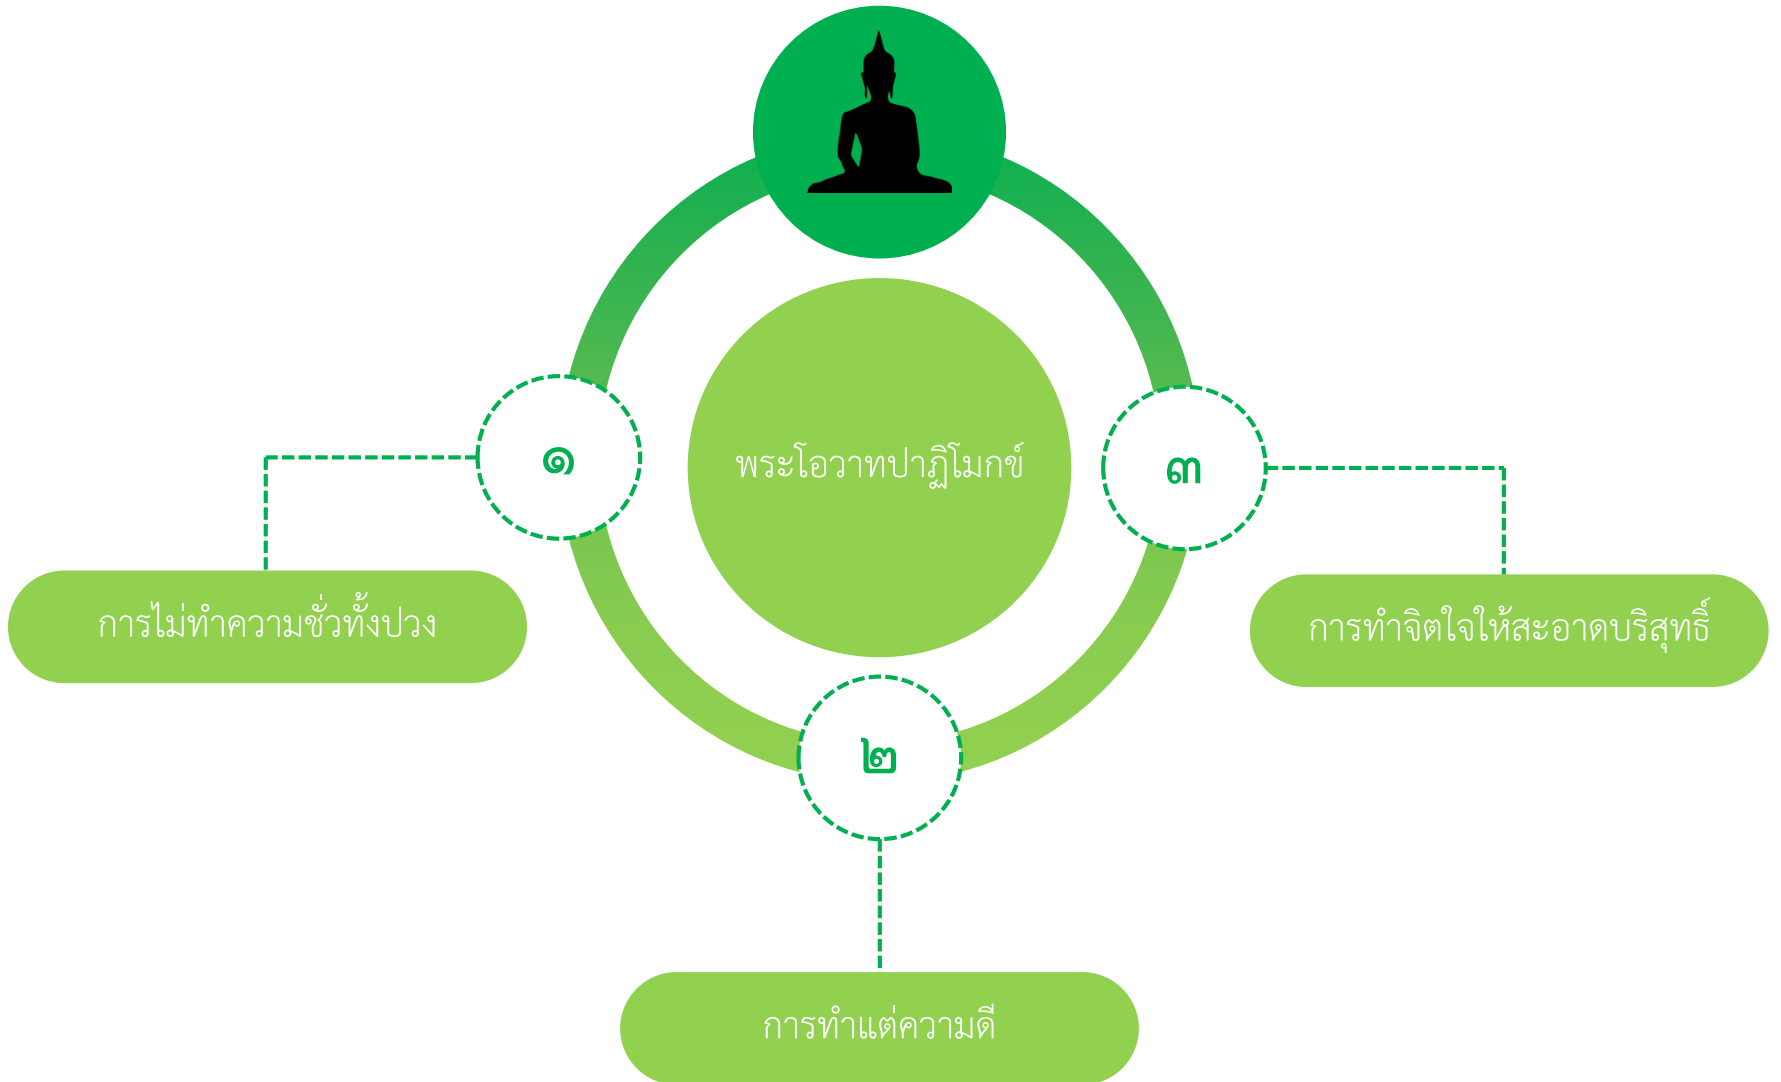 พระโอวาทปาฏิโมกข์
๑
การไม่ทำความชั่วทั้งปวง
๒
การทำแต่ความดี
๓
การทำจิตใจให้สะอาดบริสุทธิ์